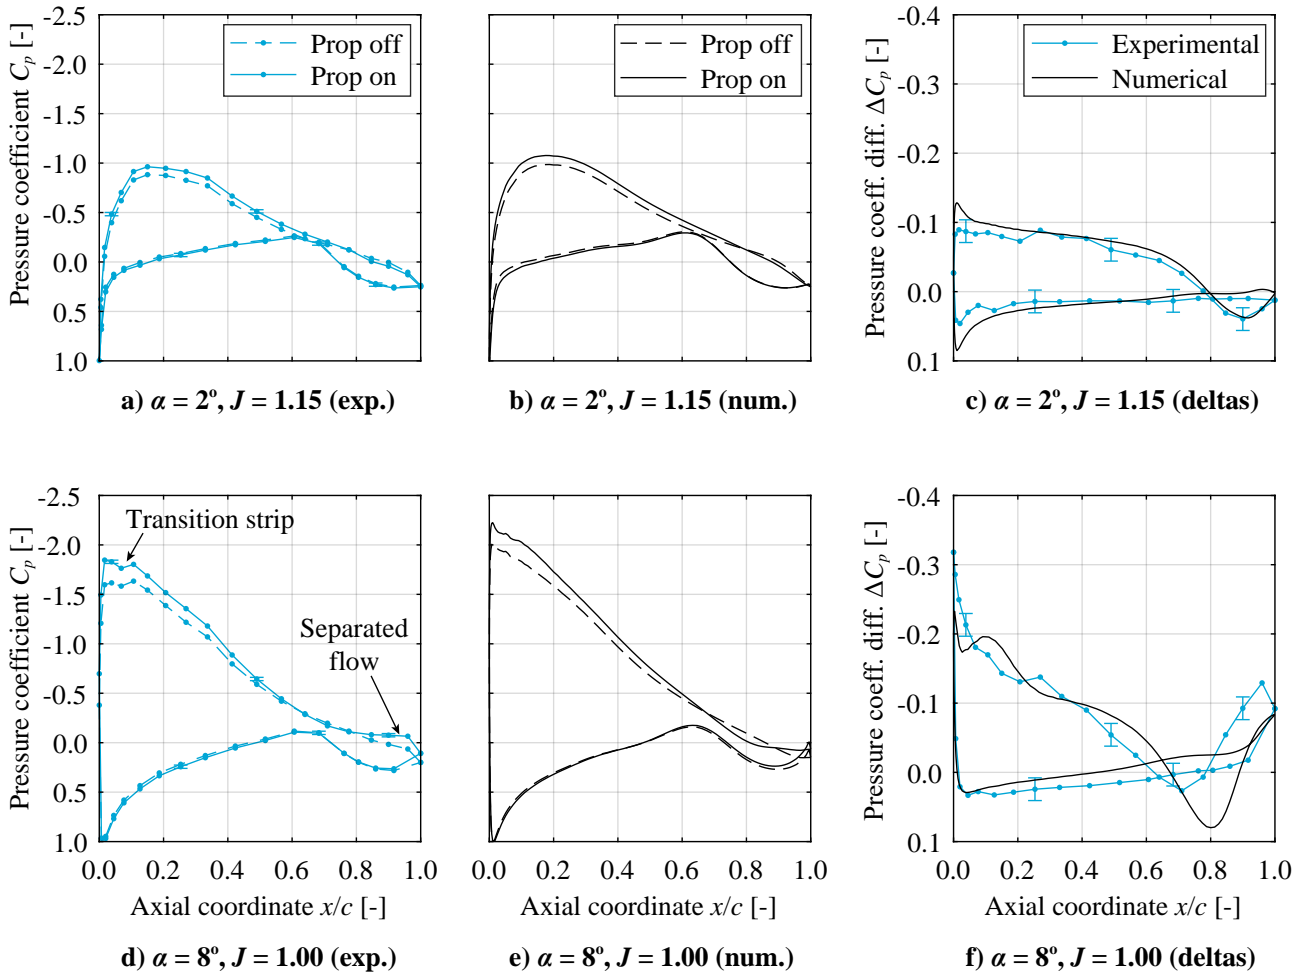 Pressure coefficient Cp [-]
-2.5
-2.0
-1.5
-1.0
-0.5
0.0
0.5
1.0
Prop off
Prop on
a) α = 2º, J = 1.15 (exp.)
Prop off
Prop on
b) α = 2º, J = 1.15 (num.)
Pressure coeff. diff. ΔCp [-]
-0.4
-0.3
-0.2
-0.1
0.0
0.1
Experimental
Numerical
c) α = 2º, J = 1.15 (deltas)
Pressure coefficient Cp [-]
-2.5
-2.0
-1.5
-1.0
-0.5
0.0
0.5
1.0
Transition strip
Separated
flow
0.0 0.2 0.4 0.6 0.8 1.0
Axial coordinate x/c [-]
d) α = 8º, J = 1.00 (exp.)
0.0 0.2 0.4 0.6 0.8 1.0
Axial coordinate x/c [-]
e) α = 8º, J = 1.00 (num.)
Pressure coeff. diff. ΔCp [-]
-0.4
-0.3
-0.2
-0.1
0.0
0.1
0.0 0.2 0.4 0.6 0.8 1.0
Axial coordinate x/c [-]
f) α = 8º, J = 1.00 (deltas)